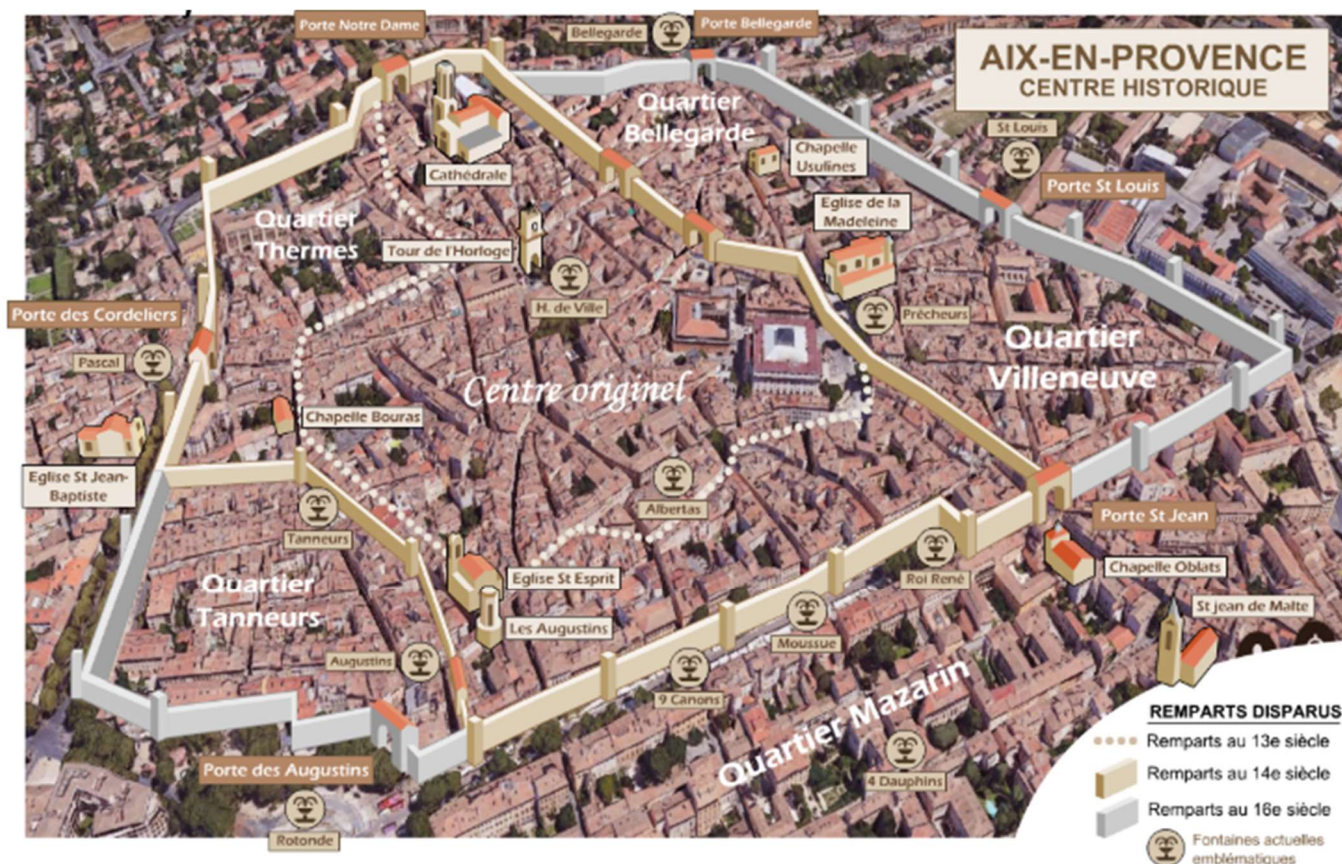 Porte Notre Dame
Bellegarde
Porte Bellegarde
AIX-EN-PROVENCE
CENTRE HISTORIQUE
Quartier
Bellegarde
St Louis
Chapelle
Usulines
Porte St Louis
Cathédrale
Eglise de la
Madeleine
Quartier
Thermes
Tour de l'Horloge
H. de Ville
Porte des Cordeliers
Prêcheurs
Pascal
Quartier
Villeneuve
Centre originel
Chapelle Bouras
Eglise St Jean-
Baptiste
Albertas
Tanneurs
Porte St Jean
Roi René
Chapelle Oblats
Eglise St Esprit
Quartier
Tanneurs
St jean de Malte
Les Augustins
Moussue
Augustins
9 Canons
Quartier Mazarin
Porte des Augustins
4 Dauphins
Rotonde
REMPARTS DISPARUS
Remparts au 13e siècle
Remparts au 14e siècle
Remparts au 16e siècle
Fontaines actuelles
emblématiques